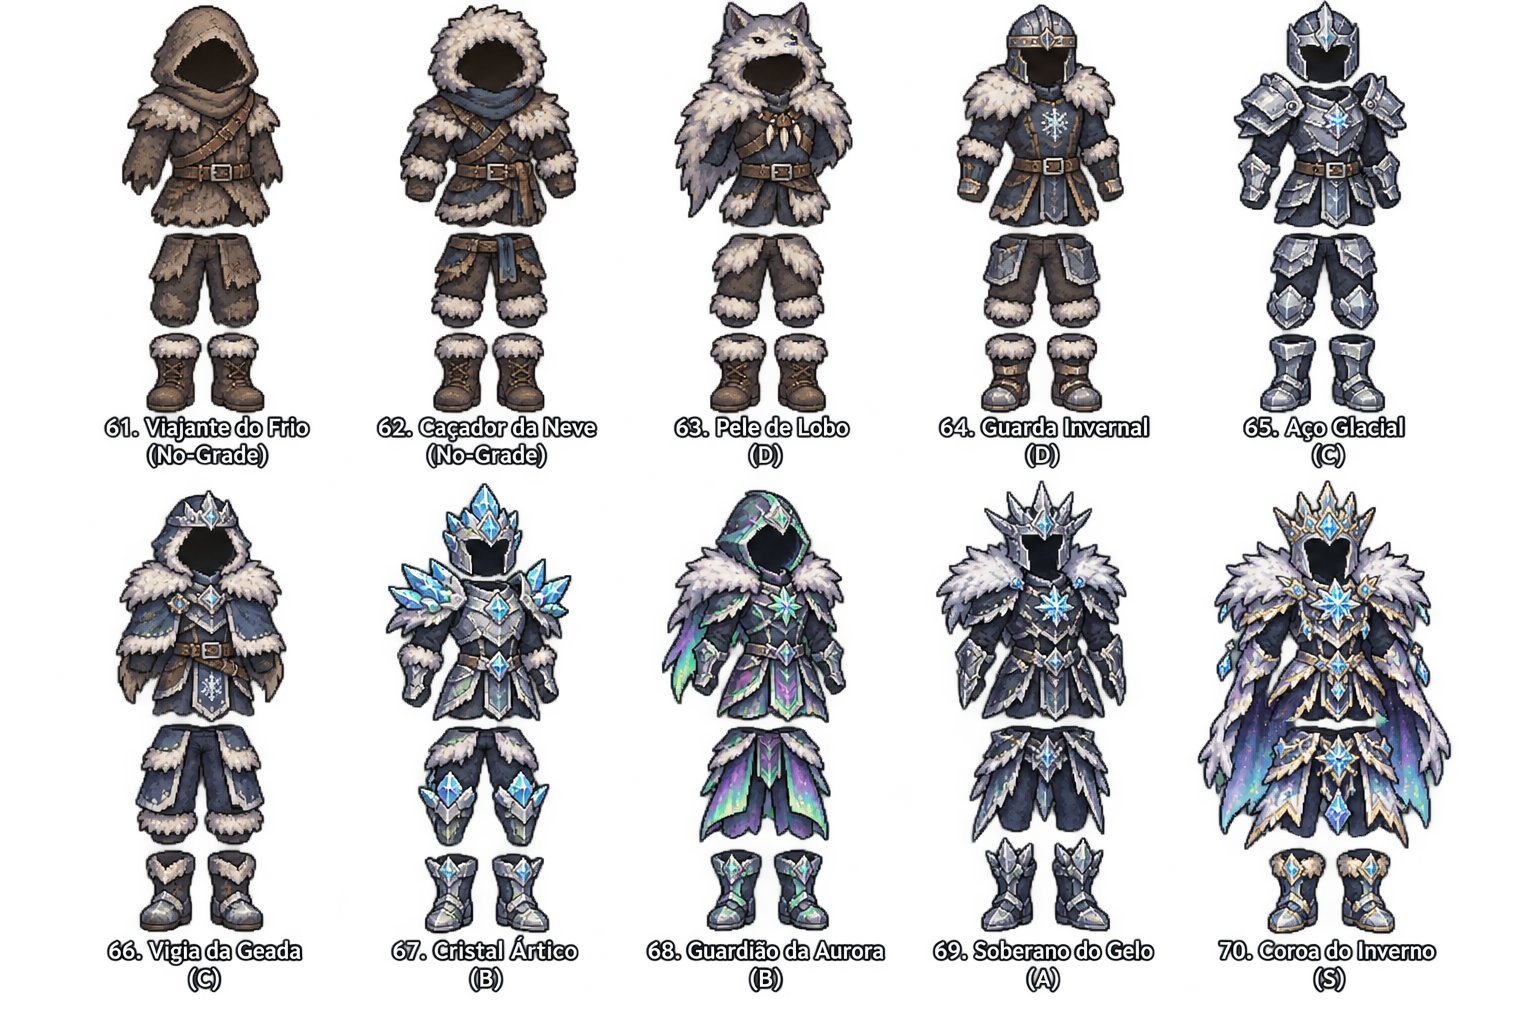 61. Viajante do Frio
(No-Grade)
62. Caçador da Neve
(No-Grade)
63. Pele de Lobo
(D)
64. Guarda Invernal
(D)
65. Aço Glacial
(C)
66. Vigia da Geada
(C)
67. Cristal Ártico
(B)
68. Guardião da Aurora
(B)
69. Soberano do Gelo
(A)
70. Coroa do Inverno
(S)